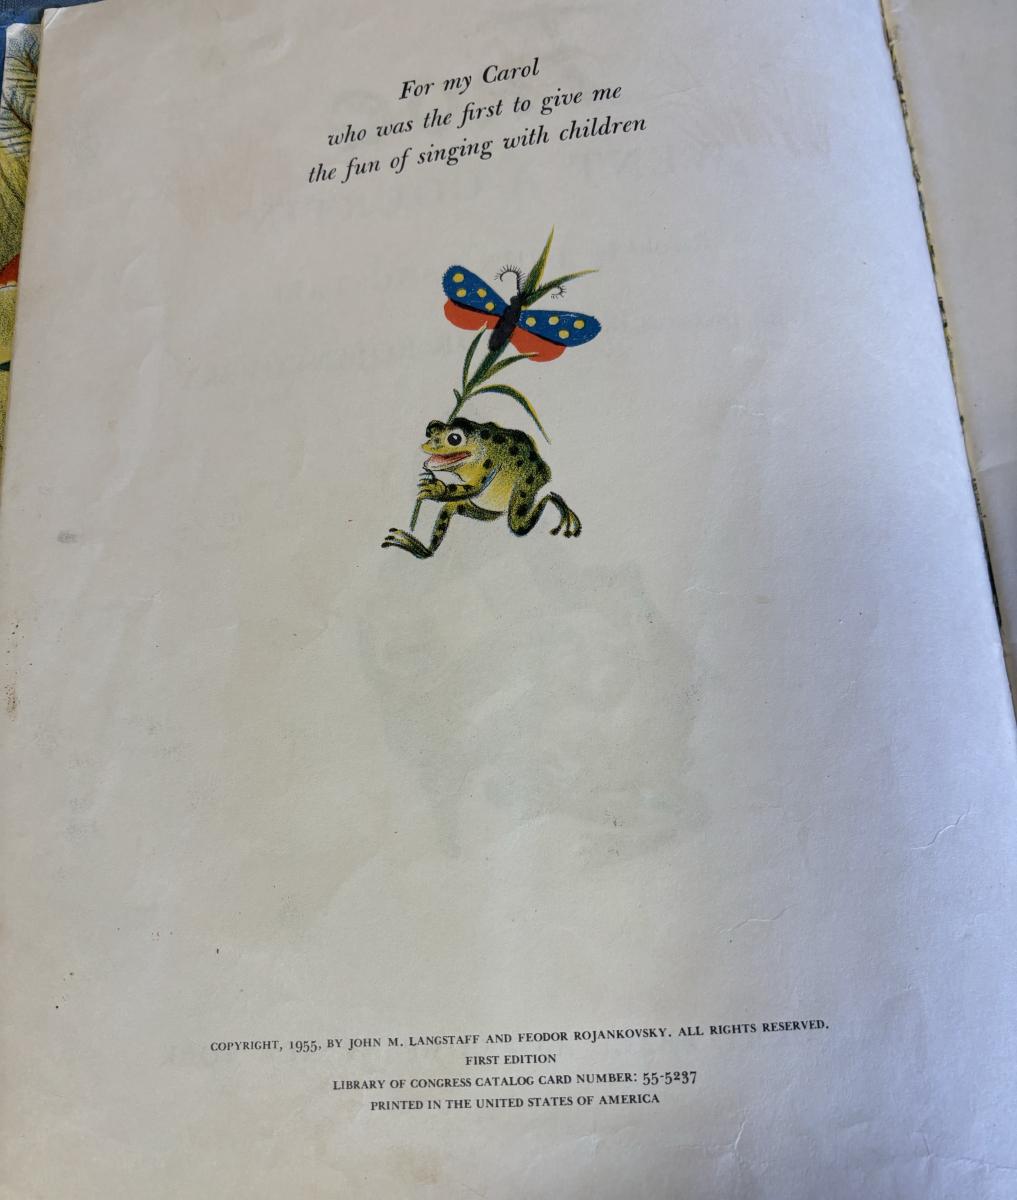 For my Carol
who was the first to give me
the fun of singing with children
COPYRIGHT, 1955, BY JOHN M. LANGSTAFF AND FEODOR ROJANKOVSKY. ALL RIGHTS RESERVED.
FIRST EDITION
LIBRARY OF CONGRESS CATALOG CARD NUMBER: 55-5237
PRINTED IN THE UNITED STATES OF AMERICA